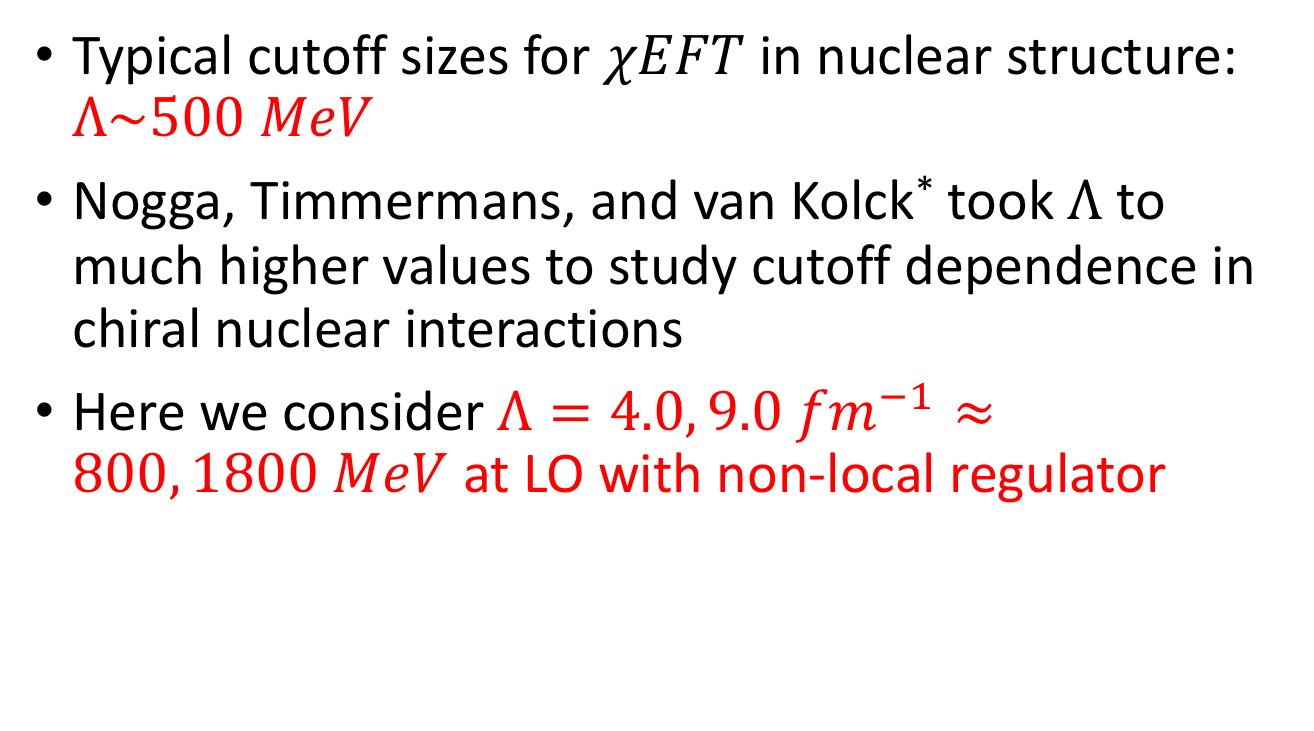 • Typical cutoff sizes for χEFT in nuclear structure:
Λ~500 MeV
• Nogga, Timmermans, and van Kolck* took Λ to
much higher values to study cutoff dependence in
chiral nuclear interactions
• Here we consider Λ = 4.0, 9.0 fm⁻¹ ≈
800, 1800 MeV at LO with non-local regulator